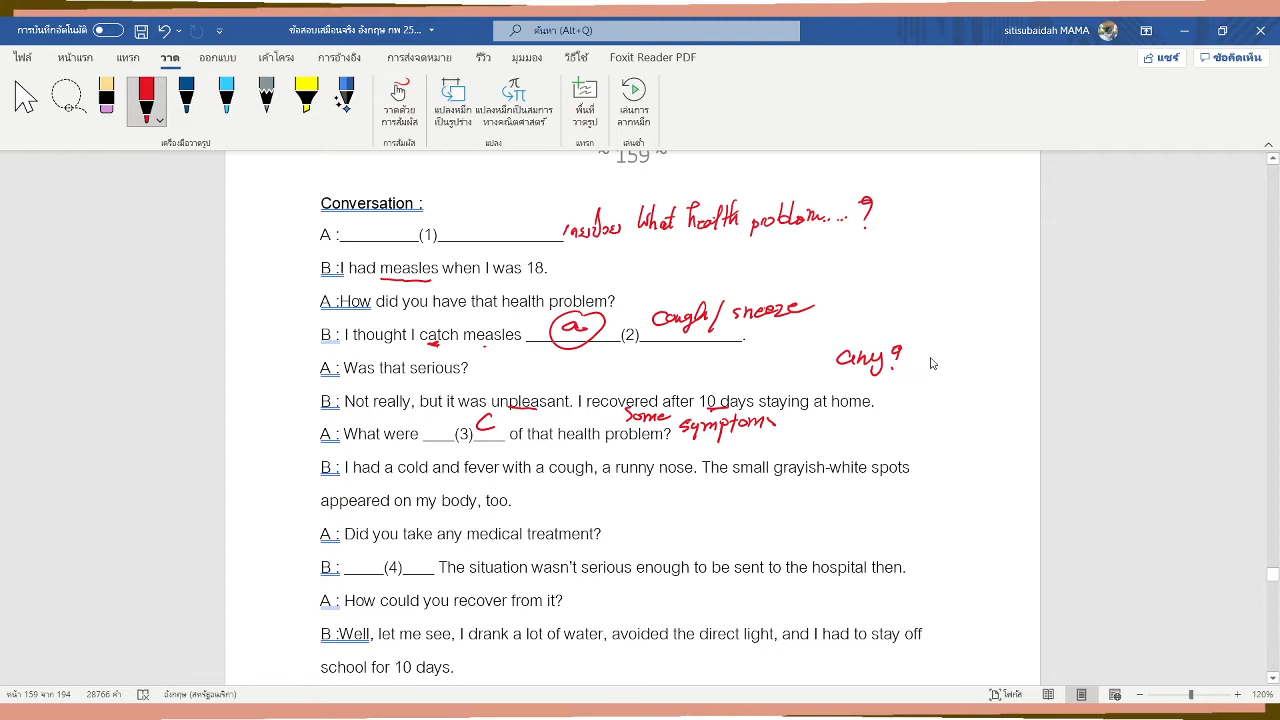 การบันทึกอัตโนมัติ ข้อสอบเสมือนจริง อังกฤษ กพ 25... ค้นหา (Alt+Q) sitisubaidah MAMA
ไฟล์ หน้าแรก แทรก วาด ออกแบบ เค้าโครง การอ้างอิง การส่งจดหมาย รีวิว มุมมอง วิธีใช้ Foxit Reader PDF แชร์ ข้อคิดเห็น
วาดด้วยการสัมผัส แปลงหมึกเป็นรูปร่าง แปลงหมึกเป็นสมการทางคณิตศาสตร์ พื้นที่วาดรูป เล่นการลากหมึก
เครื่องมือวาดรูป การสัมผัส แปลง แทรก เล่นซ้ำ
~ 159 ~
Conversation :
What health problem.... ?
A :_________(1)______________
B :I had measles when I was 18.
A :How did you have that health problem?
cough/ sneeze
B : I thought I catch measles ___a___(2)____________.
any?
A : Was that serious?
B : Not really, but it was unpleasant. I recovered after 10 days staying at home.
C some symptoms
A : What were ____(3)____ of that health problem?
B : I had a cold and fever with a cough, a runny nose. The small grayish-white spots
appeared on my body, too.
A : Did you take any medical treatment?
B : _____(4)____ The situation wasn’t serious enough to be sent to the hospital then.
A : How could you recover from it?
B :Well, let me see, I drank a lot of water, avoided the direct light, and I had to stay off
school for 10 days.
หน้า 159 จาก 194 28766 คำ อังกฤษ (สหรัฐอเมริกา) โฟกัส 120%